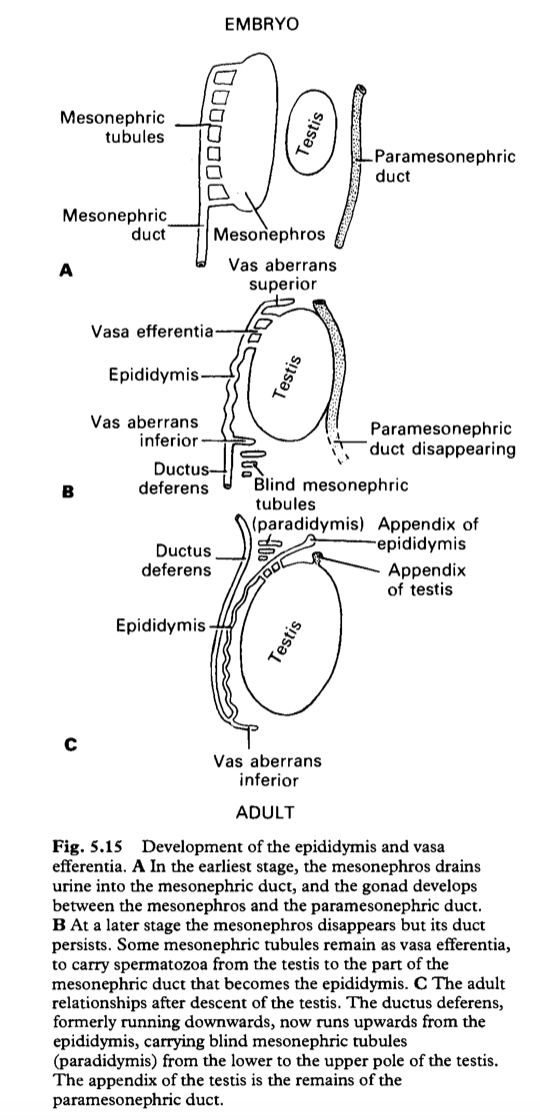 EMBRYO
Mesonephric
tubules
Testis
Paramesonephric
duct
Mesonephric
duct
Mesonephros
A
Vas aberrans
superior
Vasa efferentia
Epididymis
Testis
Vas aberrans
inferior
Paramesonephric
duct disappearing
Ductus
deferens
B
Blind mesonephric
tubules
(paradidymis)
Appendix of
epididymis
Ductus
deferens
Appendix
of testis
Epididymis
Testis
C
Vas aberrans
inferior
ADULT
Fig. 5.15 Development of the epididymis and vasa
efferentia. A In the earliest stage, the mesonephros drains
urine into the mesonephric duct, and the gonad develops
between the mesonephros and the paramesonephric duct.
B At a later stage the mesonephros disappears but its duct
persists. Some mesonephric tubules remain as vasa efferentia,
to carry spermatozoa from the testis to the part of the
mesonephric duct that becomes the epididymis. C The adult
relationships after descent of the testis. The ductus deferens,
formerly running downwards, now runs upwards from the
epididymis, carrying blind mesonephric tubules
(paradidymis) from the lower to the upper pole of the testis.
The appendix of the testis is the remains of the
paramesonephric duct.